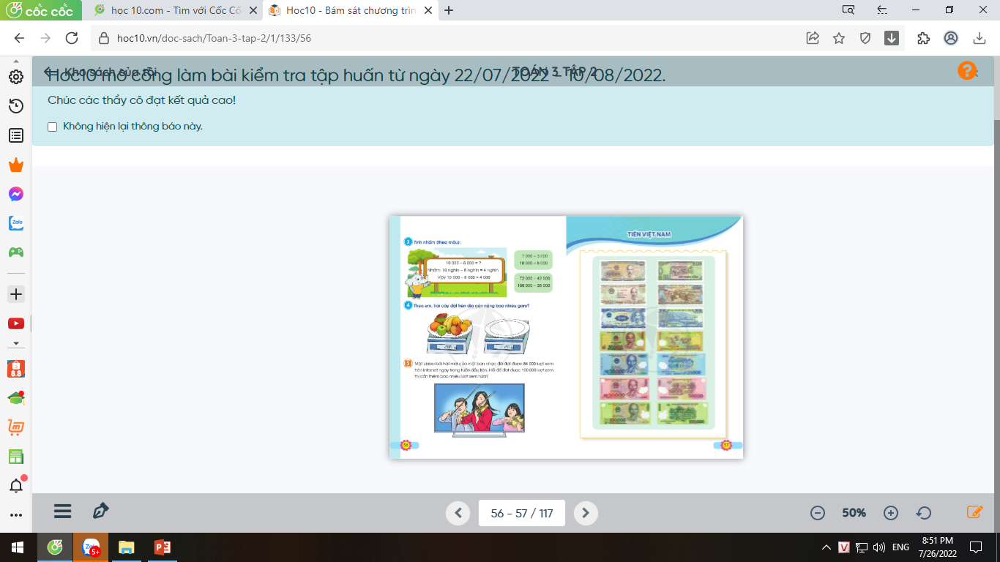 cốc cốc
học 10.com - Tìm với Cốc Cố
Hoc10 - Bám sát chương trìn
hoc10.vn/doc-sach/Toan-3-tap-2/1/133/56
Hoc10 mở cổng làm bài kiểm tra tập huấn từ ngày 22/07/2022 - 10/08/2022.
Kho sách của tôi
TOÁN 3 TẬP 2
?
Chúc các thầy cô đạt kết quả cao!
Không hiện lại thông báo này.
Zalo
8.8
3 Tính nhẩm (theo mẫu):
10 000 – 6 000 = ?
Nhẩm: 10 nghìn – 6 nghìn = 4 nghìn
Vậy 10 000 – 6 000 = 4 000
7 000 – 3 000
10 000 – 8 000
72 000 – 42 000
100 000 – 36 000
4 Theo em, trái cây đặt trên đĩa cân nặng bao nhiêu gam?
5 Một video bài hát mới của một ban nhạc đã đạt được 84 000 lượt xem
trên Internet ngay trong tuần đầu tiên. Hỏi để đạt được 100 000 lượt xem
thì cần thêm bao nhiêu lượt xem nữa?
56
TIỀN VIỆT NAM
57
56 - 57 / 117
50%
5+
ENG
8:51 PM
7/26/2022